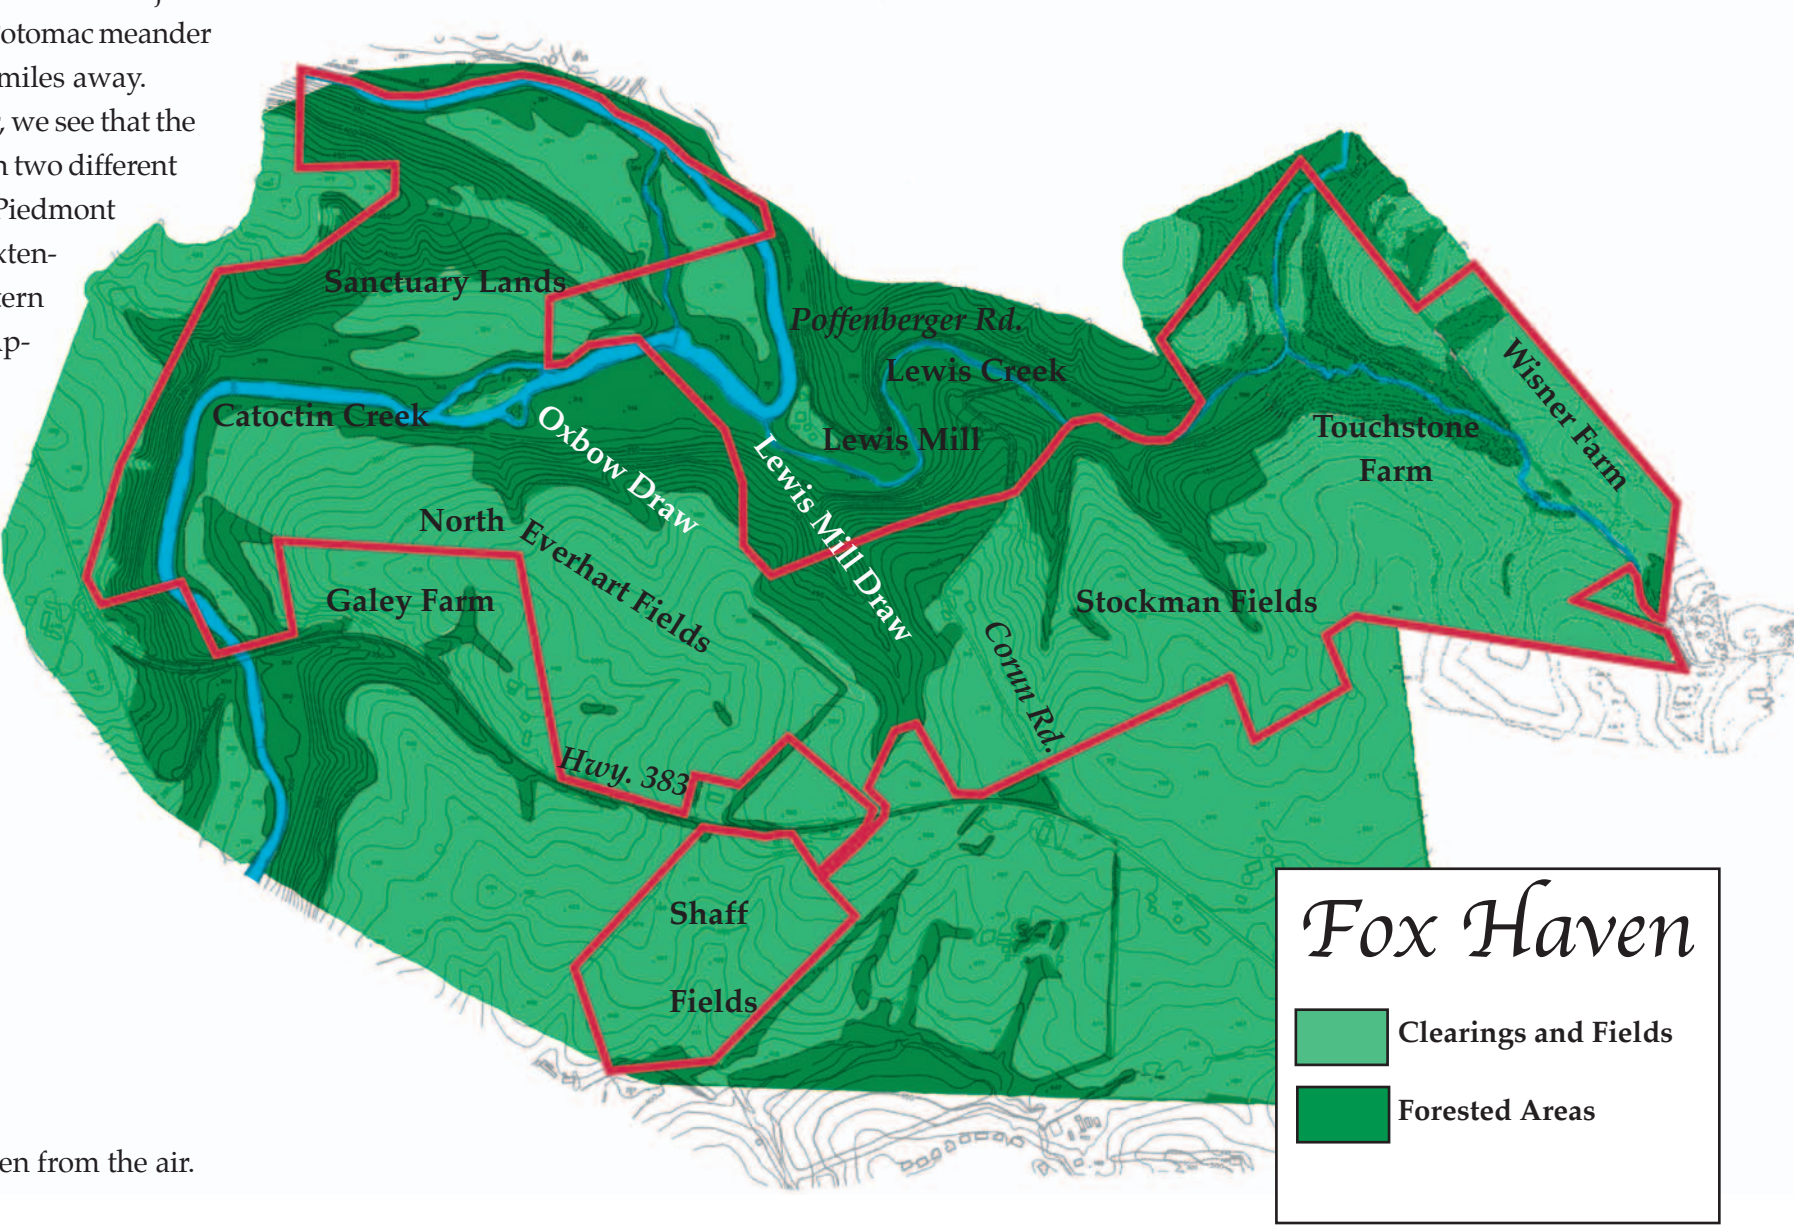 otomac meander
miles away.
, we see that the
n two different
Piedmont
xten-
tern
ap-
Sanctuary Lands
Poffenberger Rd.
Lewis Creek
Catoctin Creek
Oxbow Draw
Lewis Mill
Lewis Mill Draw
Touchstone
Farm
Wisner Farm
North
Everhart Fields
Galey Farm
Stockman Fields
Corun Rd.
Hwy. 383
Shaff
Fields
Fox Haven
Clearings and Fields
Forested Areas
en from the air.